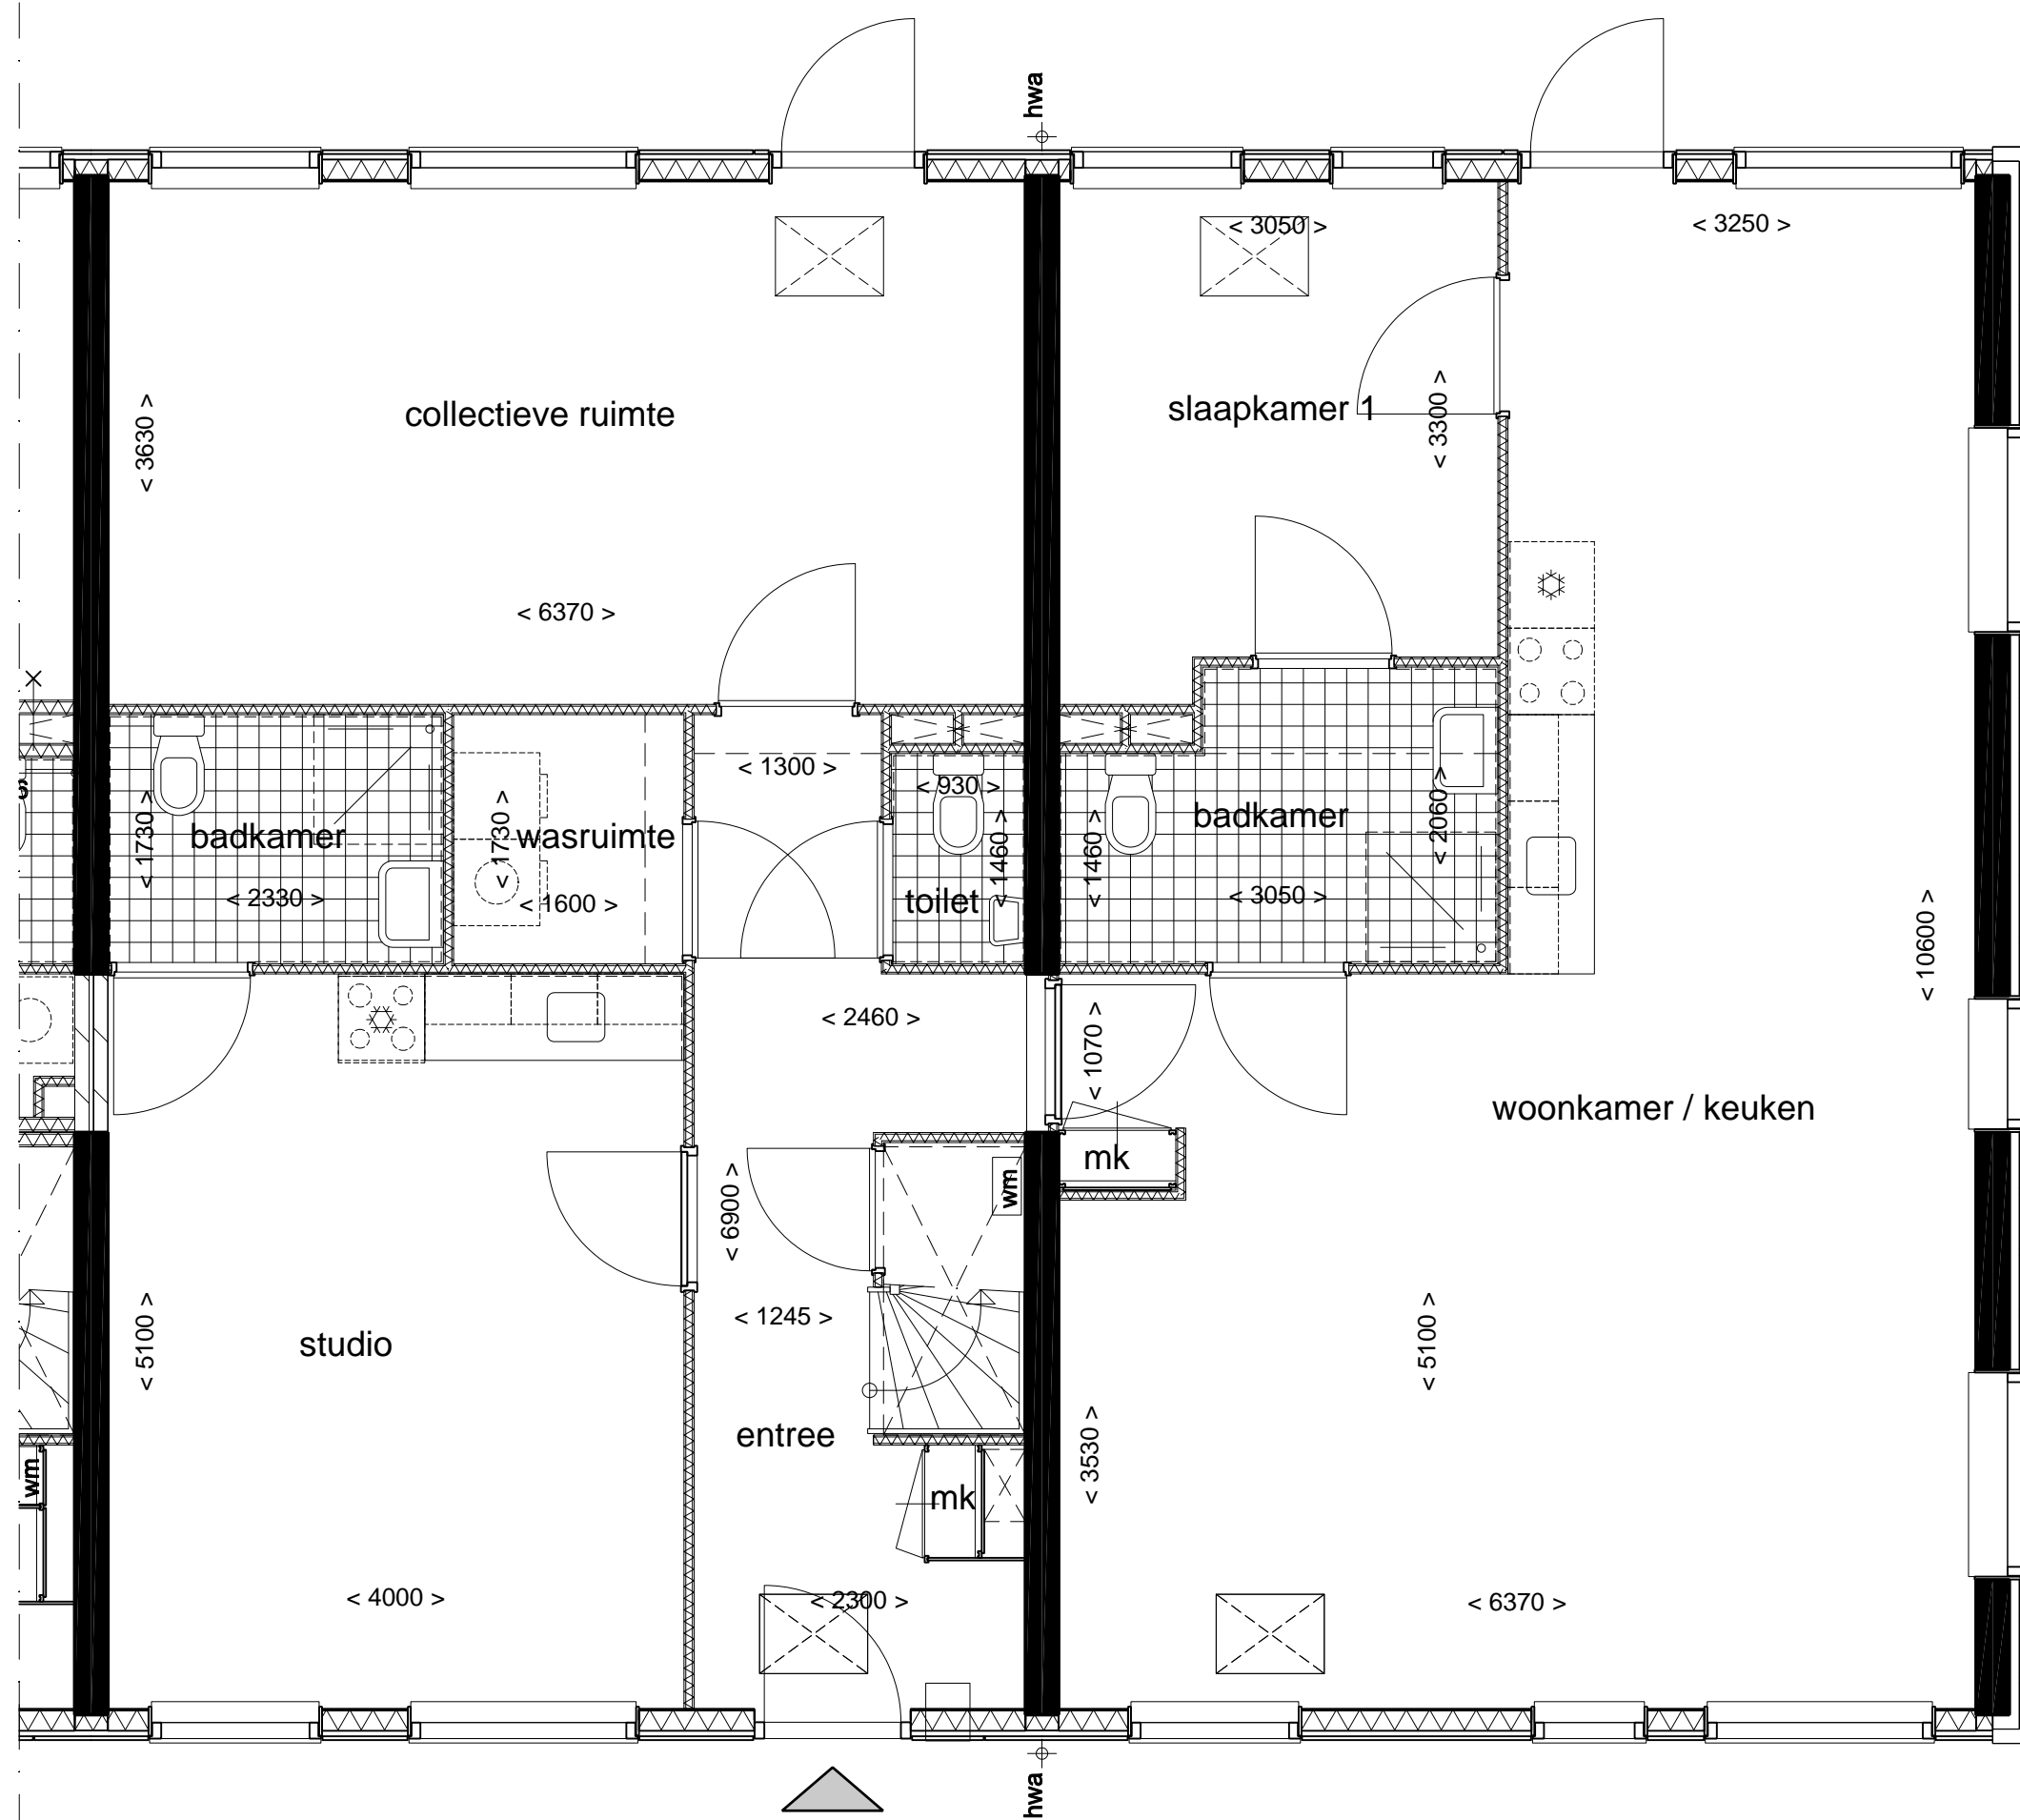 hwa
< 3050 >
< 3250 >
< 3630 >
collectieve ruimte
slaapkamer 1
< 3300 >
< 6370 >
< 1300 >
< 930 >
< 1730 >
badkamer
< 2330 >
< 1730 >
wasruimte
< 1600 >
toilet
< 1460 >
< 1460 >
badkamer
< 3050 >
< 2060 >
< 10600 >
< 2460 >
< 1070 >
woonkamer / keuken
mk
wm
< 6900 >
< 1245 >
< 5100 >
studio
< 5100 >
entree
< 3530 >
wm
mk
< 4000 >
< 2300 >
< 6370 >
hwa